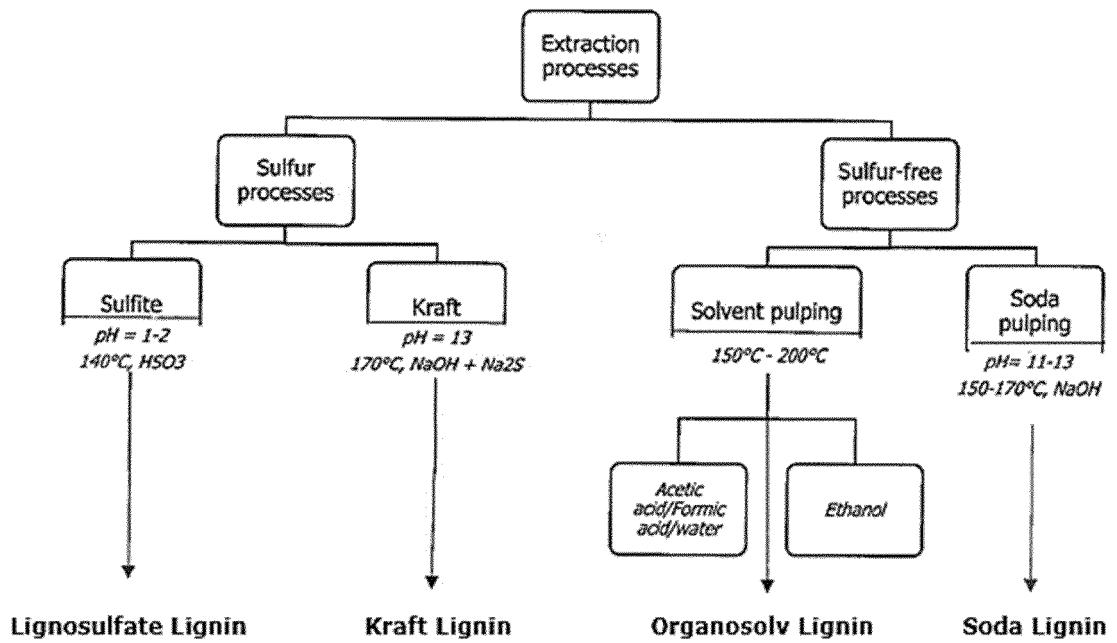 Extraction
processes
Sulfur
processes
Sulfur-free
processes
Sulfite
pH = 1-2
140°C, HSO3
Kraft
pH = 13
170°C, NaOH + Na2S
Solvent pulping
150°C - 200°C
Soda
pulping
pH= 11-13
150-170°C, NaOH
Acetic
acid/Formic
acid/water
Ethanol
Lignosulfate Lignin
Kraft Lignin
Organosolv Lignin
Soda Lignin